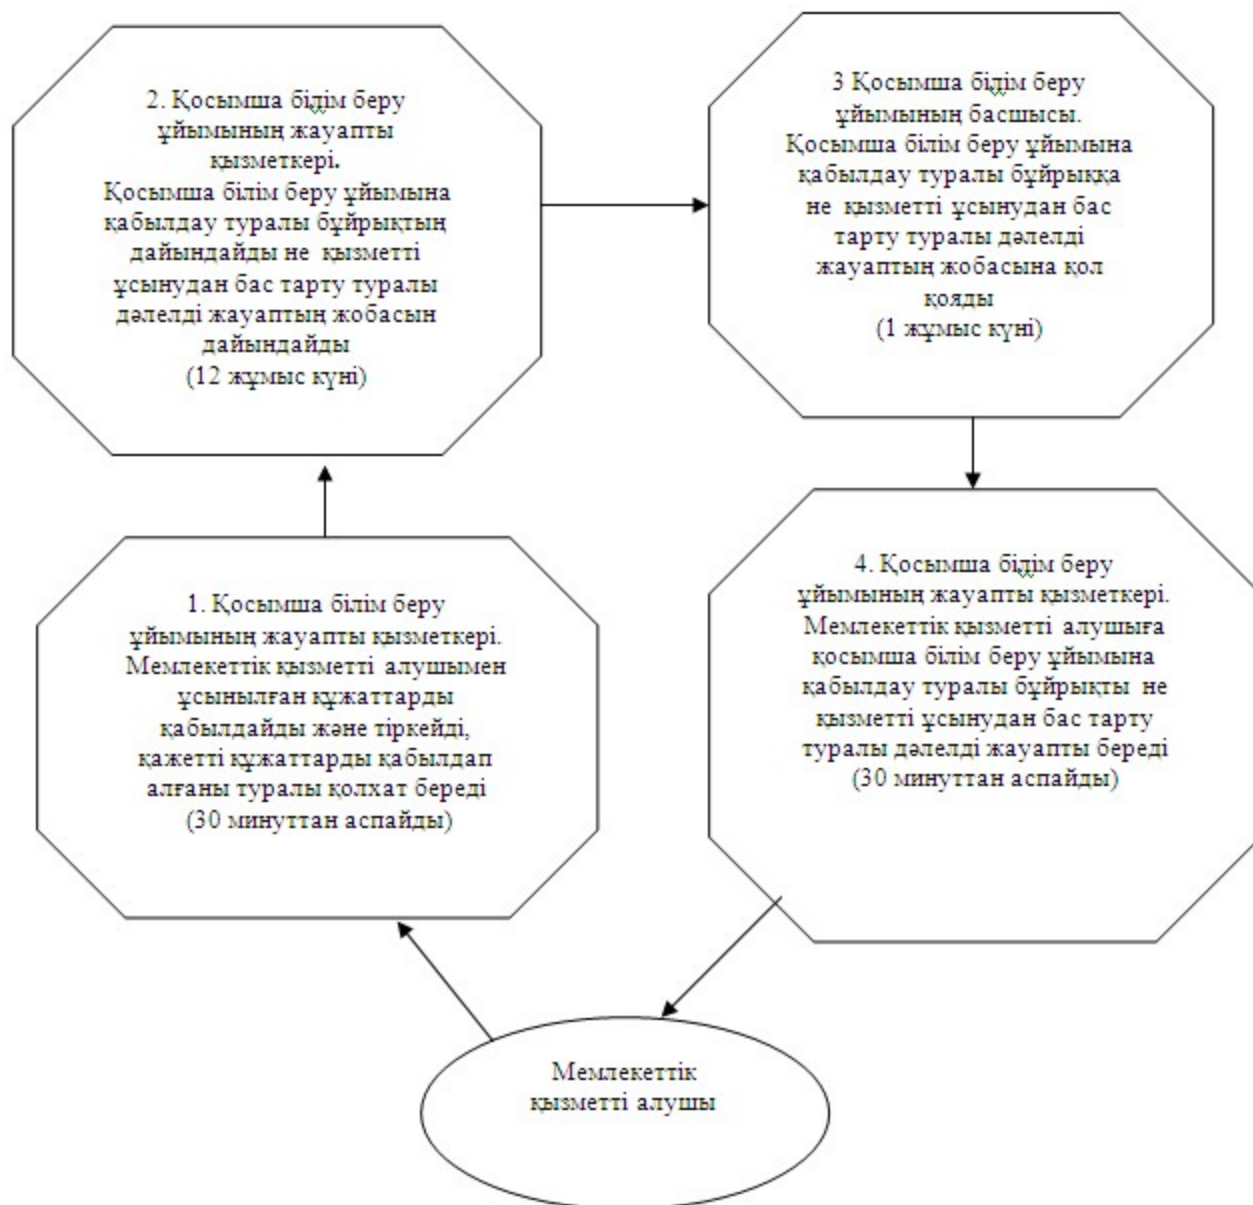 2. Қосымша білім беру
ұйымының жауапты
қызметкері.
Қосымша білім беру ұйымына
қабылдау туралы бұйрықтың
дайындайды не қызметті
ұсынудан бас тарту туралы
дәлелді жауаптың жобасын
дайындайды
(12 жұмыс күні)
3 Қосымша білім беру
ұйымының басшысы.
Қосымша білім беру ұйымына
қабылдау туралы бұйрыққа
не қызметті ұсынудан бас
тарту туралы дәлелді
жауаптың жобасына қол
қояды
(1 жұмыс күні)
1. Қосымша білім беру
ұйымының жауапты қызметкері.
Мемлекеттік қызметті алушымен
ұсынылған құжаттарды
қабылдайды және тіркейді,
қажетті құжаттарды қабылдап
алғаны туралы қолхат береді
(30 минуттан аспайды)
4. Қосымша білім беру
ұйымының жауапты қызметкері.
Мемлекеттік қызметті алушыға
қосымша білім беру ұйымына
қабылдау туралы бұйрықты не
қызметті ұсынудан бас тарту
туралы дәлелді жауапты береді
(30 минуттан аспайды)
Мемлекеттік
қызметті алушы